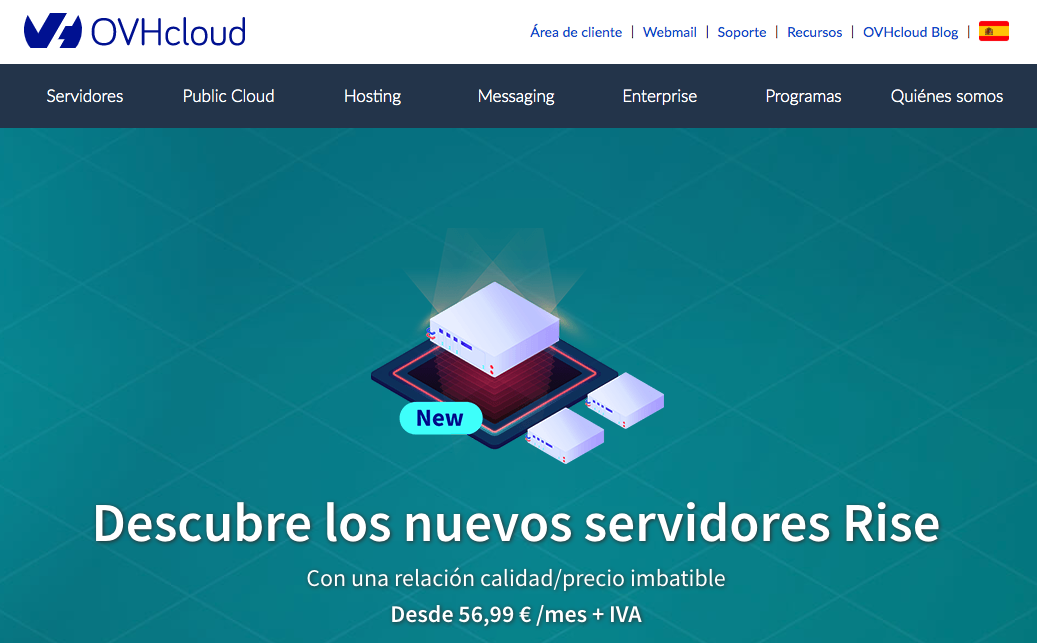 OVHcloud
Área de cliente | Webmail | Soporte | Recursos | OVHcloud Blog |
Servidores Public Cloud Hosting Messaging Enterprise Programas Quiénes somos
New
Descubre los nuevos servidores Rise
Con una relación calidad/precio imbatible
Desde 56,99 € /mes + IVA